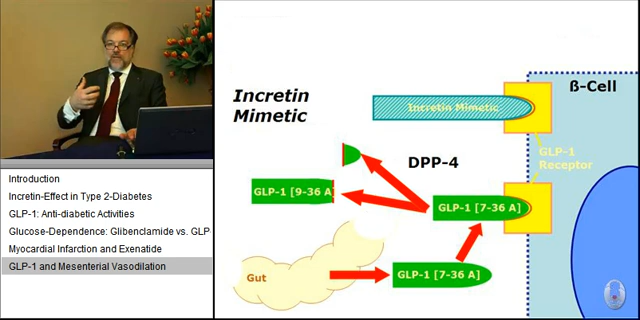 Introduction
Incretin-Effect in Type 2-Diabetes
GLP-1: Anti-diabetic Activities
Glucose-Dependence: Glibenclamide vs. GLP
Myocardial Infarction and Exenatide
GLP-1 and Mesenterial Vasodilation
ß-Cell
Incretin
Mimetic
Incretin Mimetic
DPP-4
GLP-1
Receptor
GLP-1 [9-36 A]
GLP-1 [7-36 A]
Gut
GLP-1 [7-36 A]